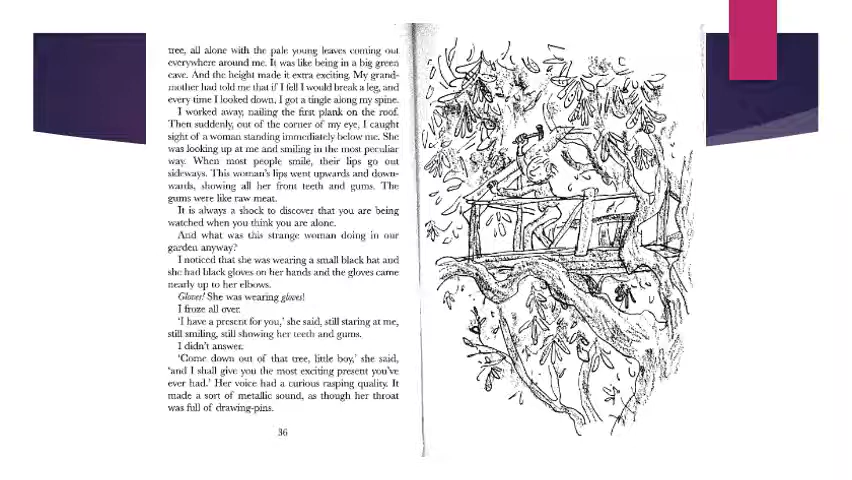 tree, all alone with the pale young leaves coming out
everywhere around me. It was like being in a big green
cave. And the height made it extra exciting. My grand-
mother had told me that if I fell I would break a leg, and
every time I looked down, I got a tingle along my spine.
I worked away, nailing the first plank on the roof.
Then suddenly, out of the corner of my eye, I caught
sight of a woman standing immediately below me. She
was looking up at me and smiling in the most peculiar
way. When most people smile, their lips go out
sideways. This woman's lips went upwards and down-
wards, showing all her front teeth and gums. The
gums were like raw meat.
It is always a shock to discover that you are being
watched when you think you are alone.
And what was this strange woman doing in our
garden anyway?
I noticed that she was wearing a small black hat and
she had black gloves on her hands and the gloves came
nearly up to her elbows.
Gloves! She was wearing gloves!
I froze all over.
'I have a present for you,' she said, still staring at me,
still smiling, still showing her teeth and gums.
I didn't answer.
'Come down out of that tree, little boy,' she said,
'and I shall give you the most exciting present you've
ever had.' Her voice had a curious rasping quality. It
made a sort of metallic sound, as though her throat
was full of drawing-pins.
36